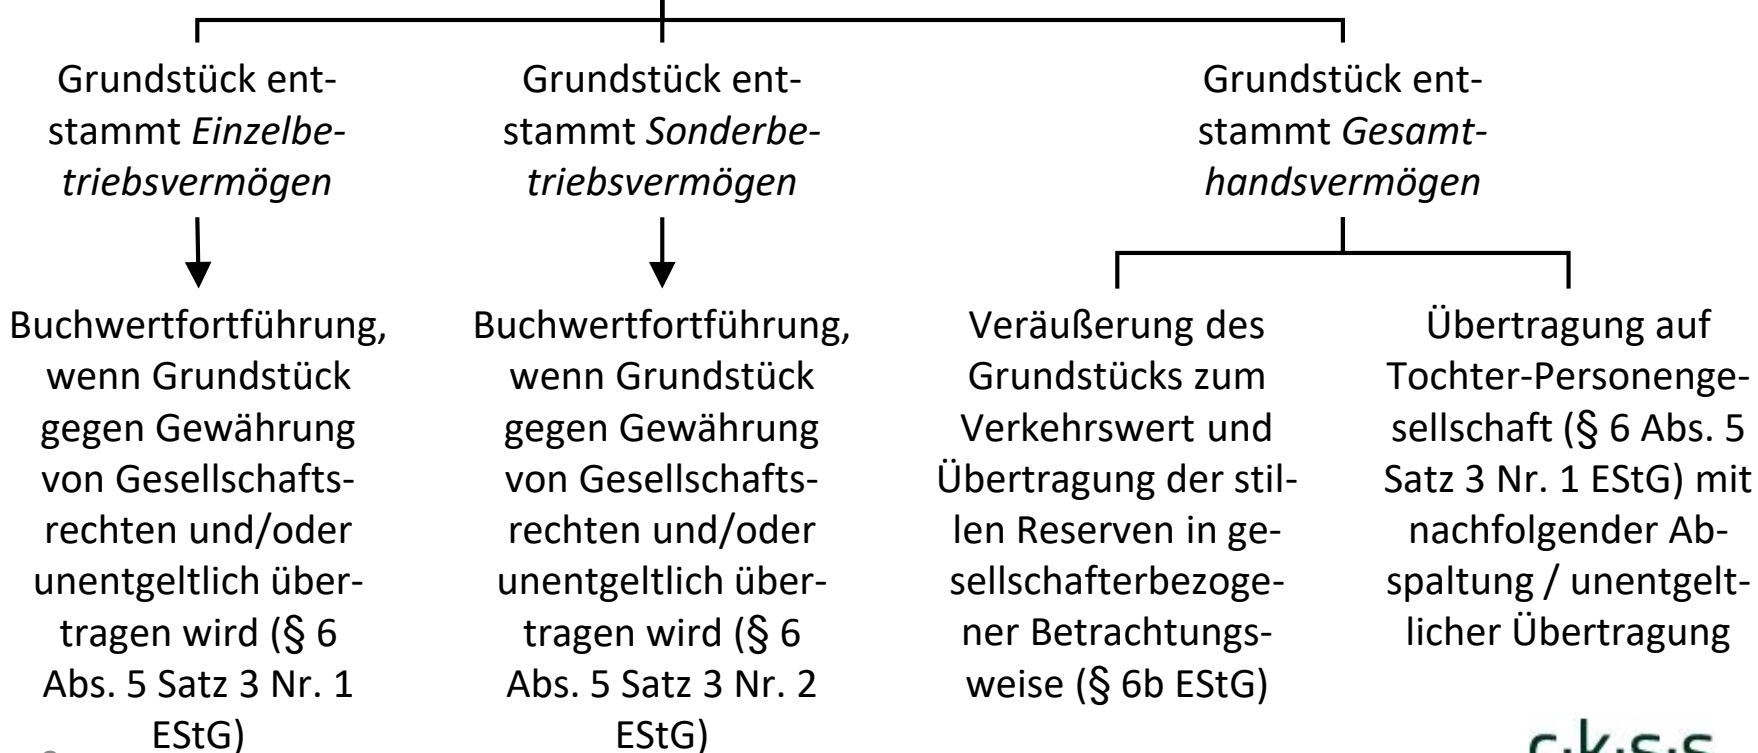 Grundstück ent-
stammt Einzelbe-
triebsvermögen
Grundstück ent-
stammt Sonderbe-
triebsvermögen
Grundstück ent-
stammt Gesamt-
handsvermögen
Buchwertfortführung,
wenn Grundstück
gegen Gewährung
von Gesellschafts-
rechten und/oder
unentgeltlich über-
tragen wird (§ 6
Abs. 5 Satz 3 Nr. 1
EStG)
Buchwertfortführung,
wenn Grundstück
gegen Gewährung
von Gesellschafts-
rechten und/oder
unentgeltlich über-
tragen wird (§ 6
Abs. 5 Satz 3 Nr. 2
EStG)
Veräußerung des
Grundstücks zum
Verkehrswert und
Übertragung der stil-
len Reserven in ge-
sellschafterbezoge-
ner Betrachtungs-
weise (§ 6b EStG)
Übertragung auf
Tochter-Personenge-
sellschaft (§ 6 Abs. 5
Satz 3 Nr. 1 EStG) mit
nachfolgender Ab-
spaltung / unentgelt-
licher Übertragung
c·k·s·s